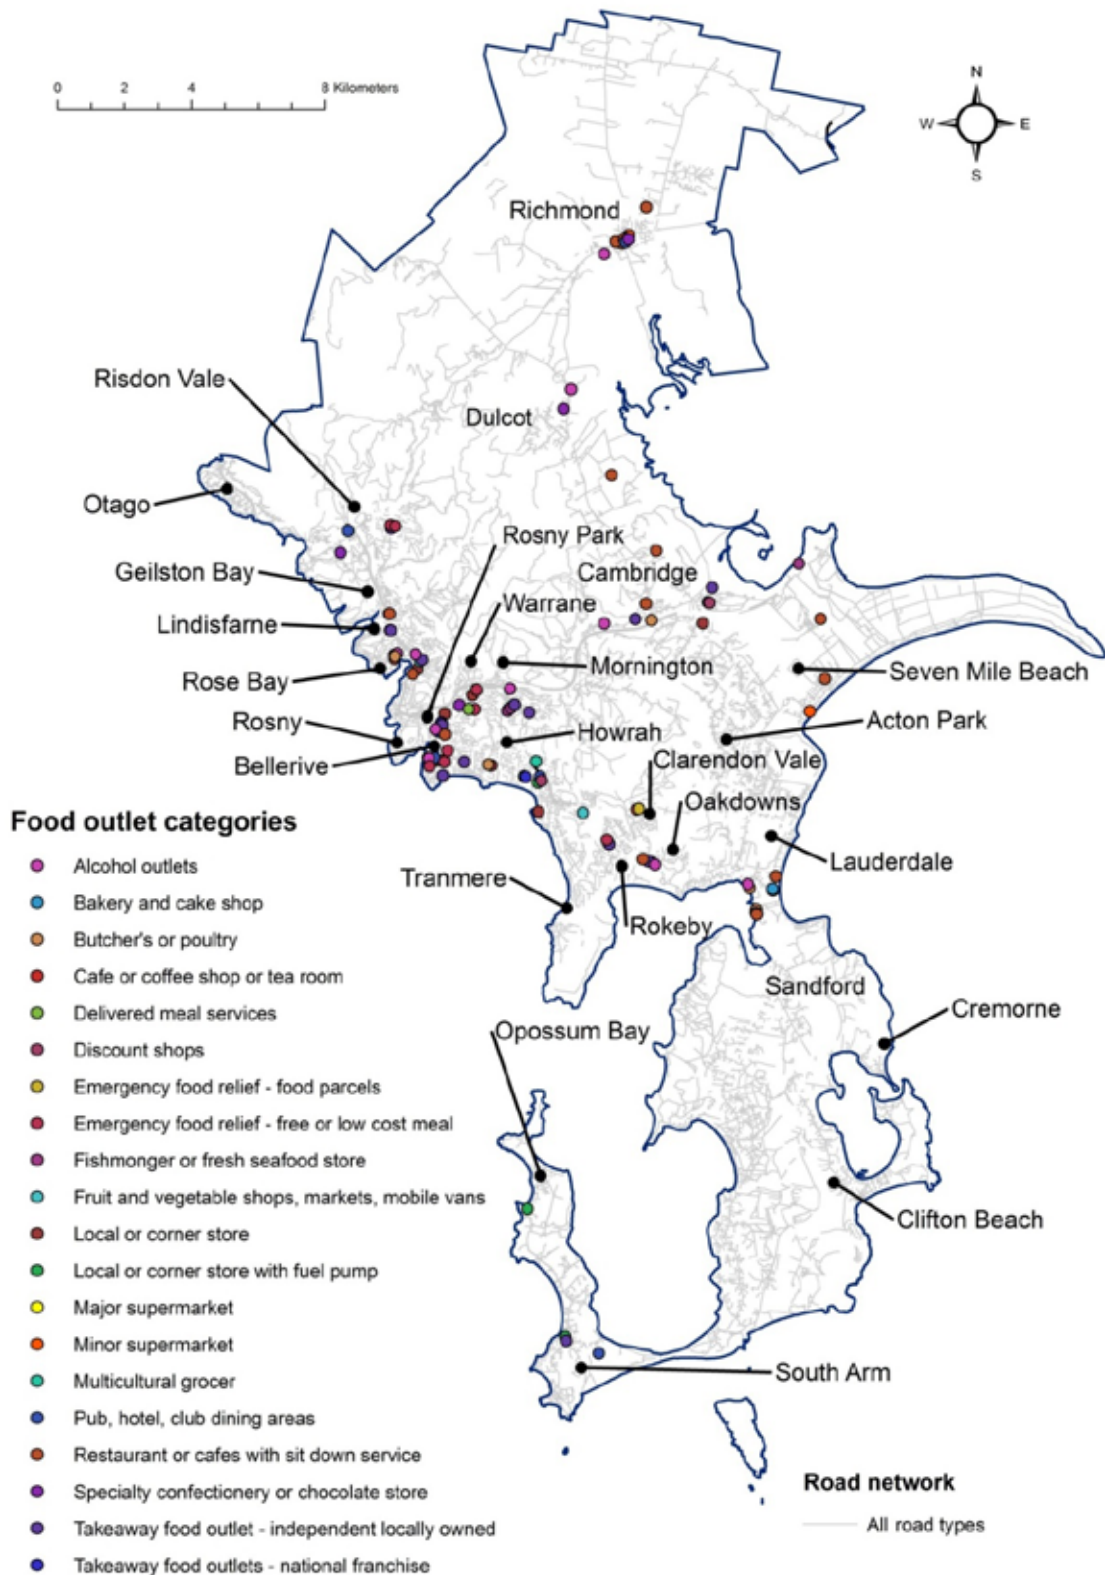 0 2 4 8 Kilometers
N
W E
S
Richmond
Risdon Vale
Dulcot
Otago
Rosny Park
Geilston Bay
Cambridge
Warrane
Lindisfarne
Mornington
Seven Mile Beach
Rose Bay
Rosny
Acton Park
Howrah
Bellerive
Clarendon Vale
Oakdowns
Lauderdale
Tranmere
Rokeby
Sandford
Cremorne
Opossum Bay
Clifton Beach
South Arm
Food outlet categories
Alcohol outlets
Bakery and cake shop
Butcher's or poultry
Cafe or coffee shop or tea room
Delivered meal services
Discount shops
Emergency food relief - food parcels
Emergency food relief - free or low cost meal
Fishmonger or fresh seafood store
Fruit and vegetable shops, markets, mobile vans
Local or corner store
Local or corner store with fuel pump
Major supermarket
Minor supermarket
Multicultural grocer
Pub, hotel, club dining areas
Restaurant or cafes with sit down service
Specialty confectionery or chocolate store
Takeaway food outlet - independent locally owned
Takeaway food outlets - national franchise
Road network
All road types